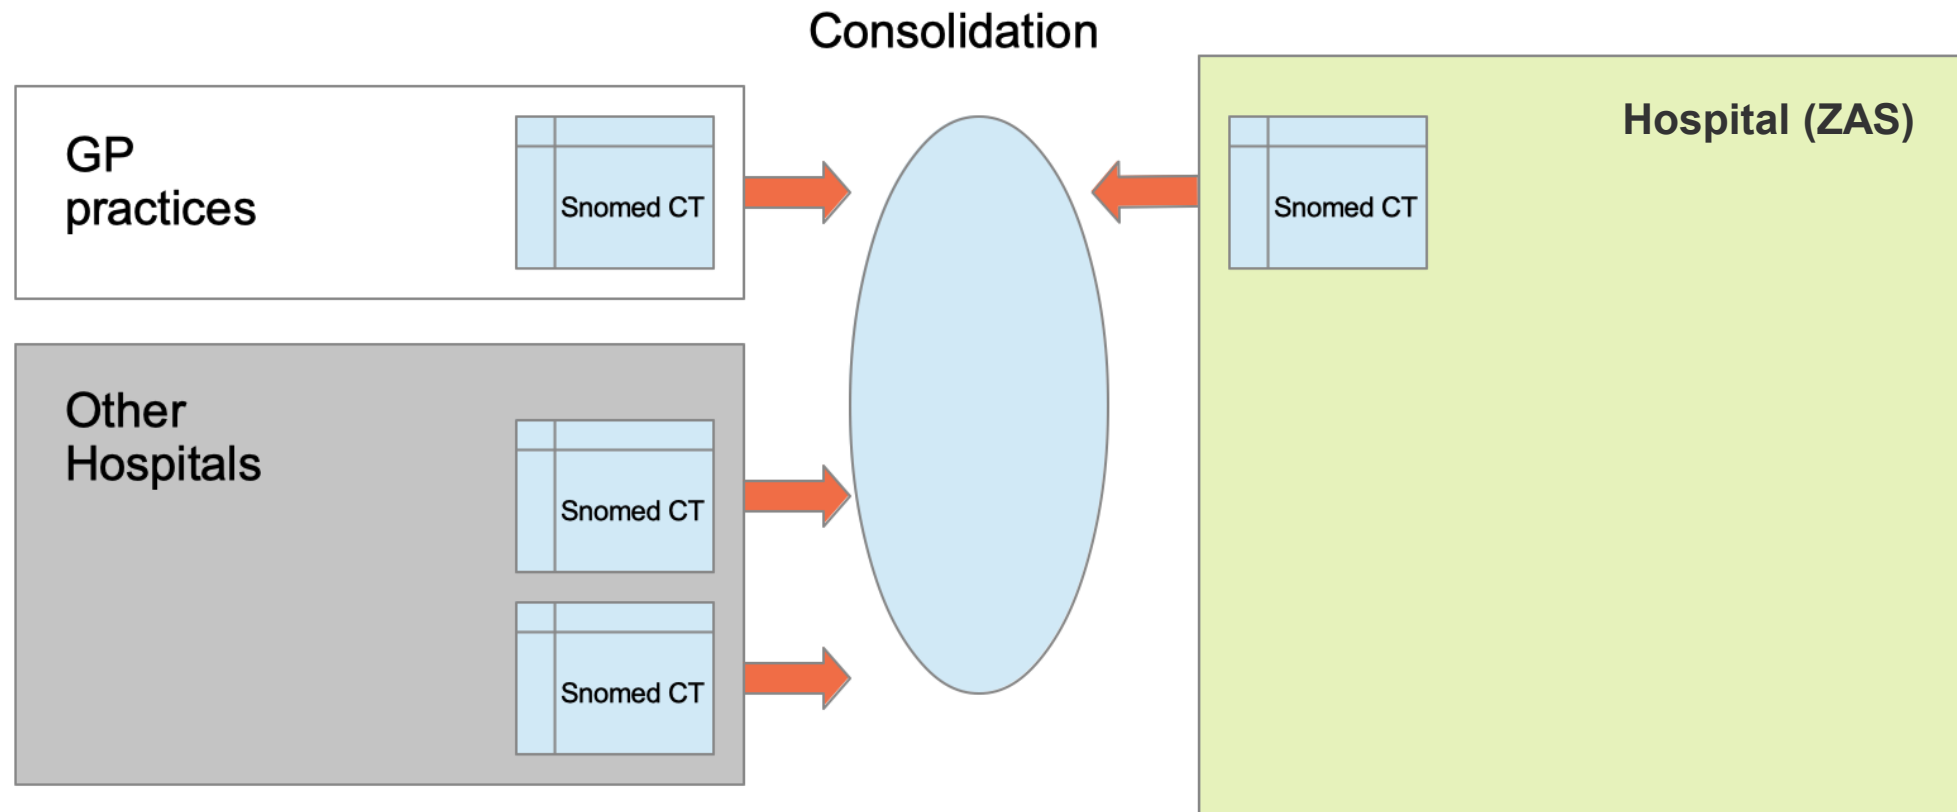 Consolidation
GP
practices
Snomed CT
Hospital (ZAS)
Snomed CT
Other
Hospitals
Snomed CT
Snomed CT